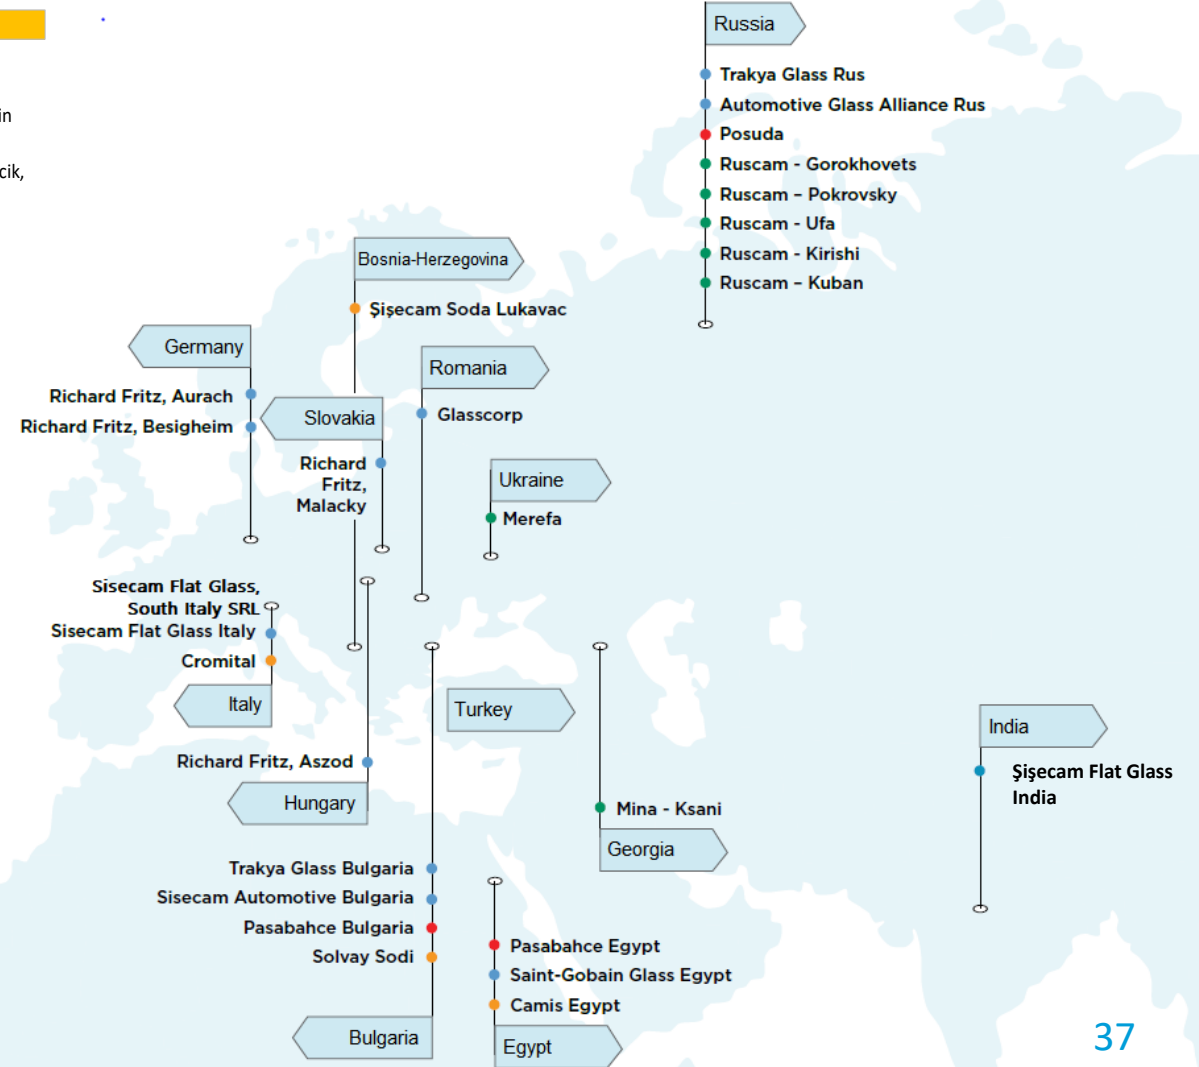 in
cik,
Russia
Trakya Glass Rus
Automotive Glass Alliance Rus
Posuda
Ruscam - Gorokhovets
Ruscam – Pokrovsky
Ruscam - Ufa
Ruscam - Kirishi
Ruscam – Kuban
Bosnia-Herzegovina
Şişecam Soda Lukavac
Germany
Richard Fritz, Aurach
Richard Fritz, Besigheim
Romania
Glasscorp
Slovakia
Richard
Fritz,
Malacky
Ukraine
Merefa
Sisecam Flat Glass,
South Italy SRL
Sisecam Flat Glass Italy
Cromital
Italy
Turkey
India
Şişecam Flat Glass
India
Richard Fritz, Aszod
Hungary
Mina - Ksani
Georgia
Trakya Glass Bulgaria
Sisecam Automotive Bulgaria
Pasabahce Bulgaria
Solvay Sodi
Bulgaria
Pasabahce Egypt
Saint-Gobain Glass Egypt
Camis Egypt
Egypt
37